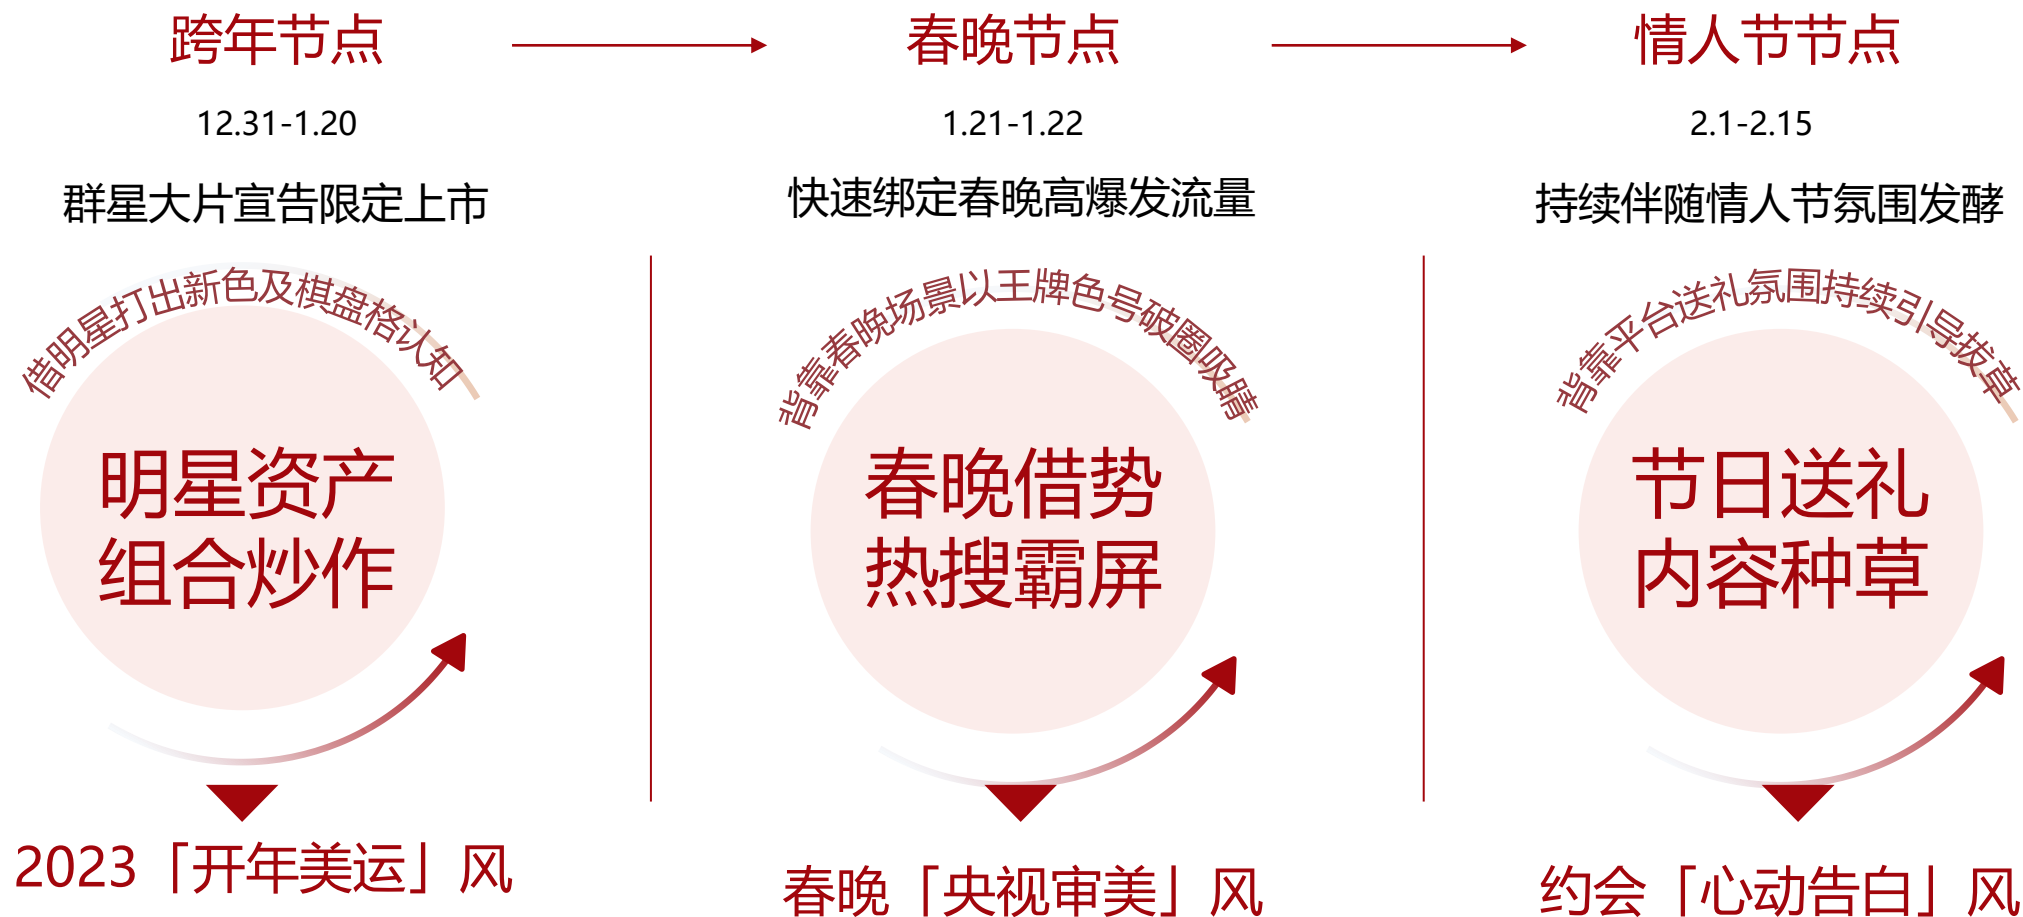 跨年节点
12.31-1.20
群星大片宣告限定上市
借明星打出新色及棋盘格认知
明星资产
组合炒作
2023「开年美运」风
春晚节点
1.21-1.22
快速绑定春晚高爆发流量
背靠春晚场景以王牌色号破圈吸睛
春晚借势
热搜霸屏
春晚「央视审美」风
情人节节点
2.1-2.15
持续伴随情人节氛围发酵
背靠平台送礼氛围持续引导拔草
节日送礼
内容种草
约会「心动告白」风